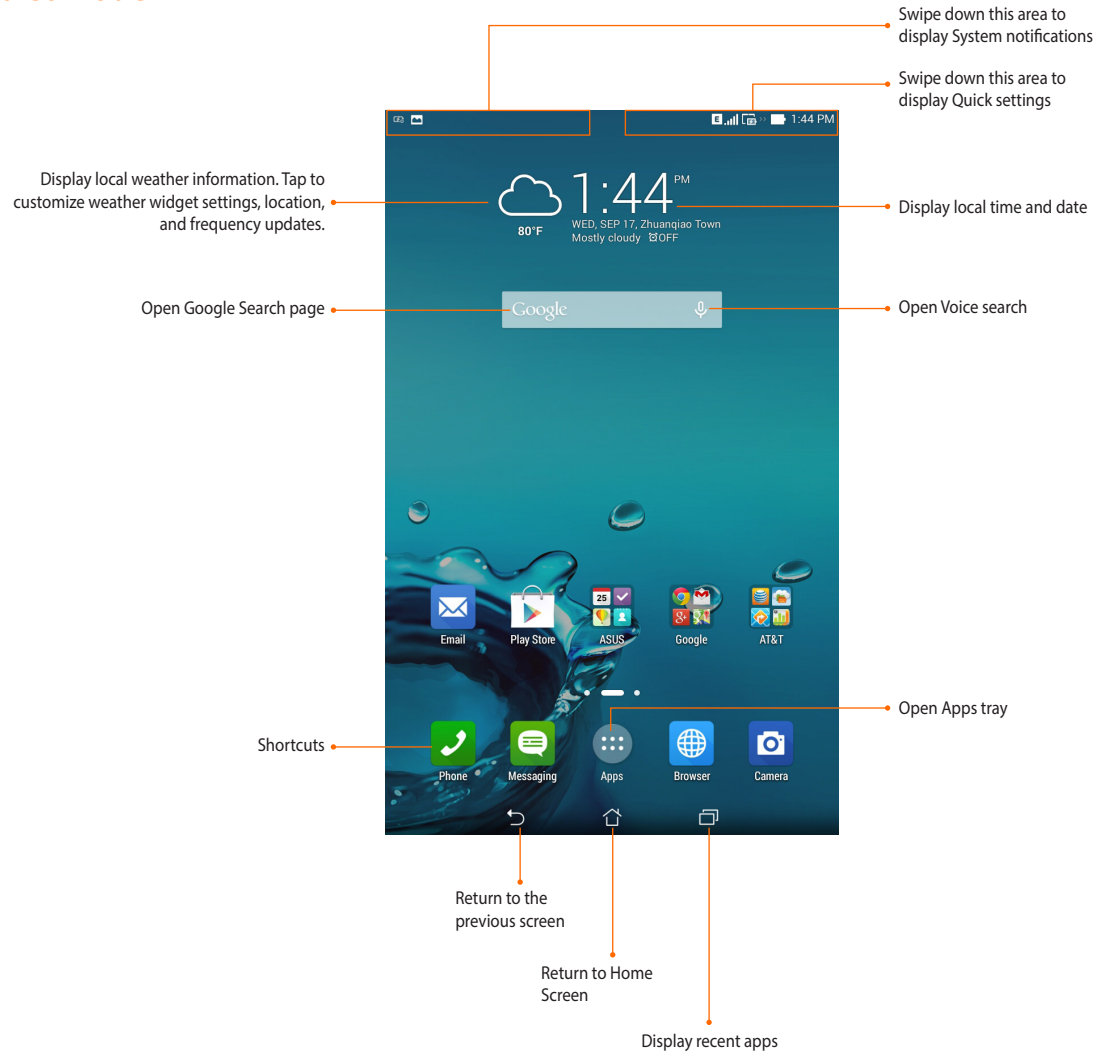 Swipe down this area to
display System notifications
Swipe down this area to
display Quick settings
E 1:44 PM
Display local weather information. Tap to
customize weather widget settings, location,
and frequency updates.
1:44 PM
80°F
WED, SEP 17, Zhuanqiao Town
Mostly cloudy OFF
Display local time and date
Open Google Search page
Google
Open Voice search
25
8+
Email
Play Store
ASUS
Google
AT&T
Open Apps tray
Shortcuts
Phone
Messaging
Apps
Browser
Camera
Return to the
previous screen
Return to Home
Screen
Display recent apps